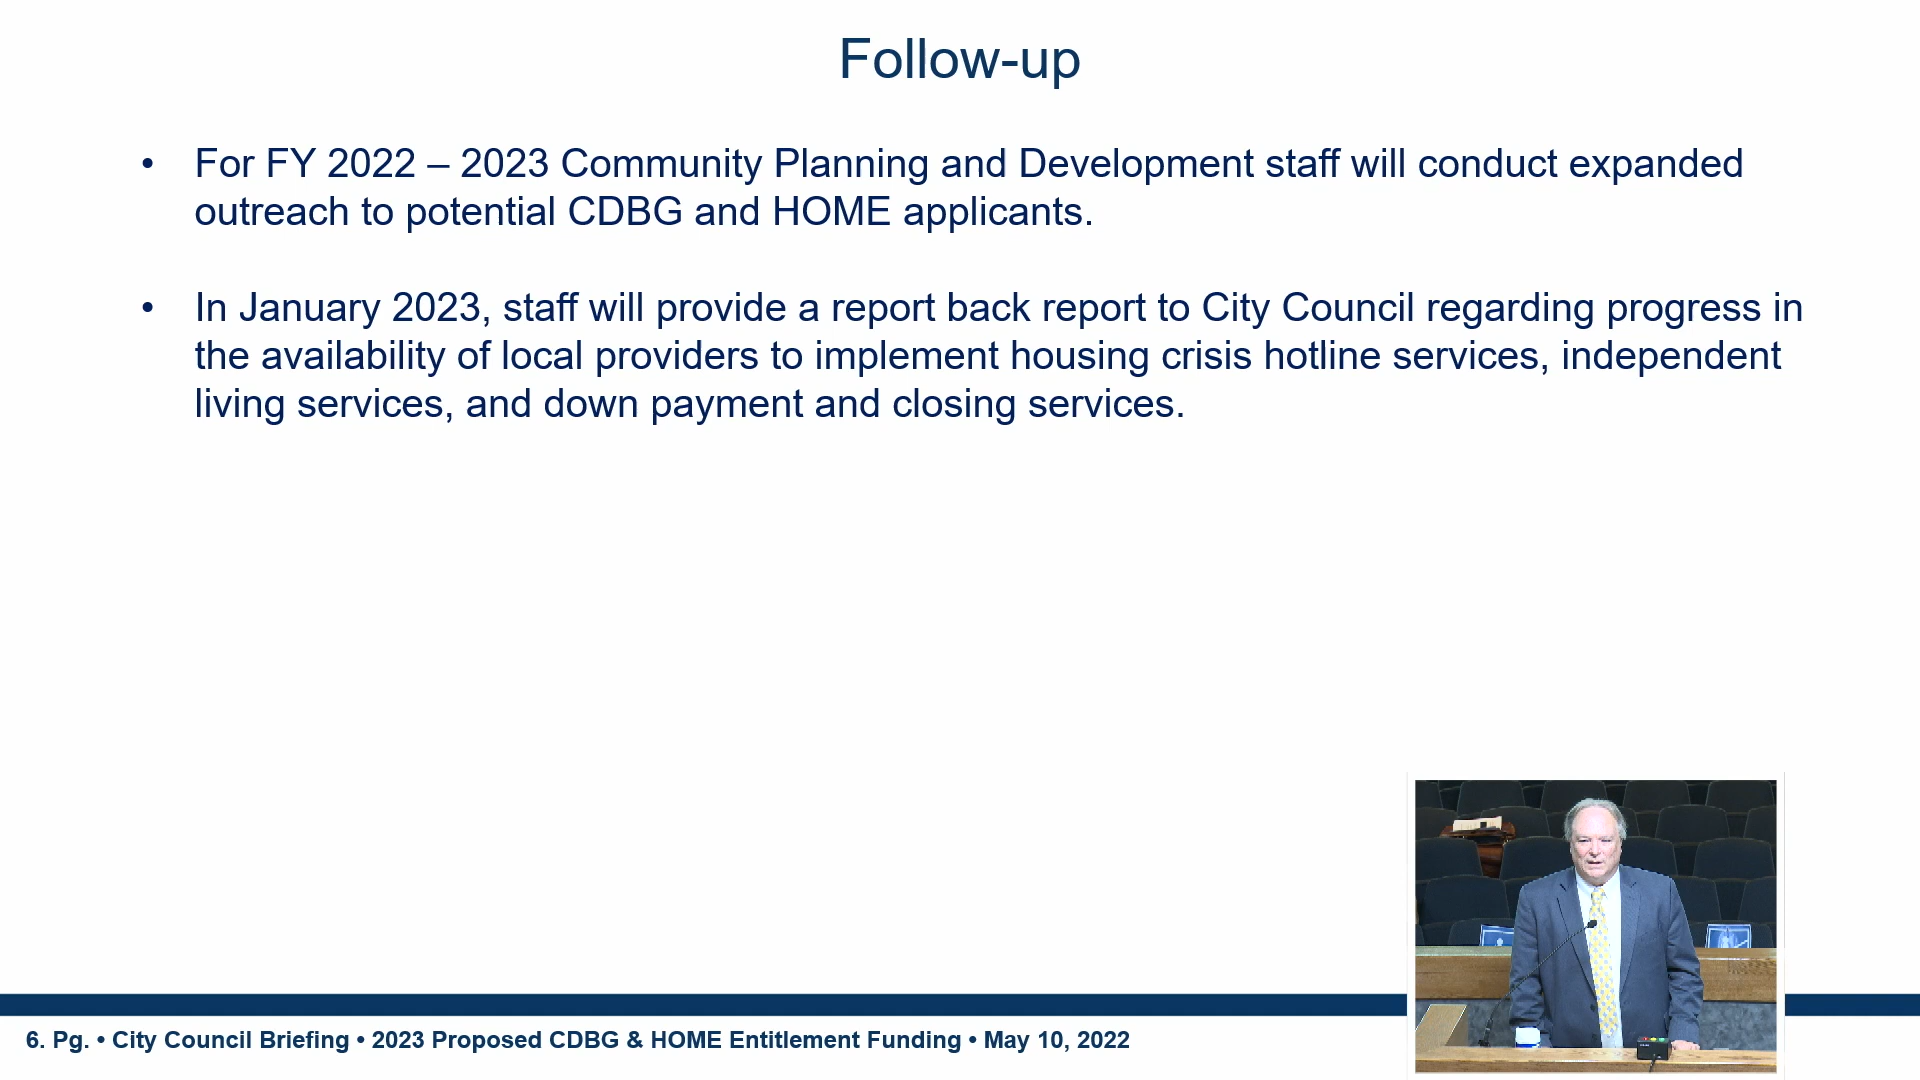 Follow-up
• For FY 2022 – 2023 Community Planning and Development staff will conduct expanded
outreach to potential CDBG and HOME applicants.
• In January 2023, staff will provide a report back report to City Council regarding progress in
the availability of local providers to implement housing crisis hotline services, independent
living services, and down payment and closing services.
6. Pg. • City Council Briefing • 2023 Proposed CDBG & HOME Entitlement Funding • May 10, 2022